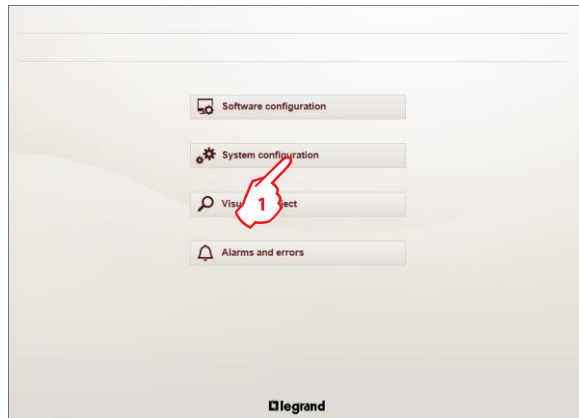 Software configuration
System configuration
1
Alarms and errors
legrand